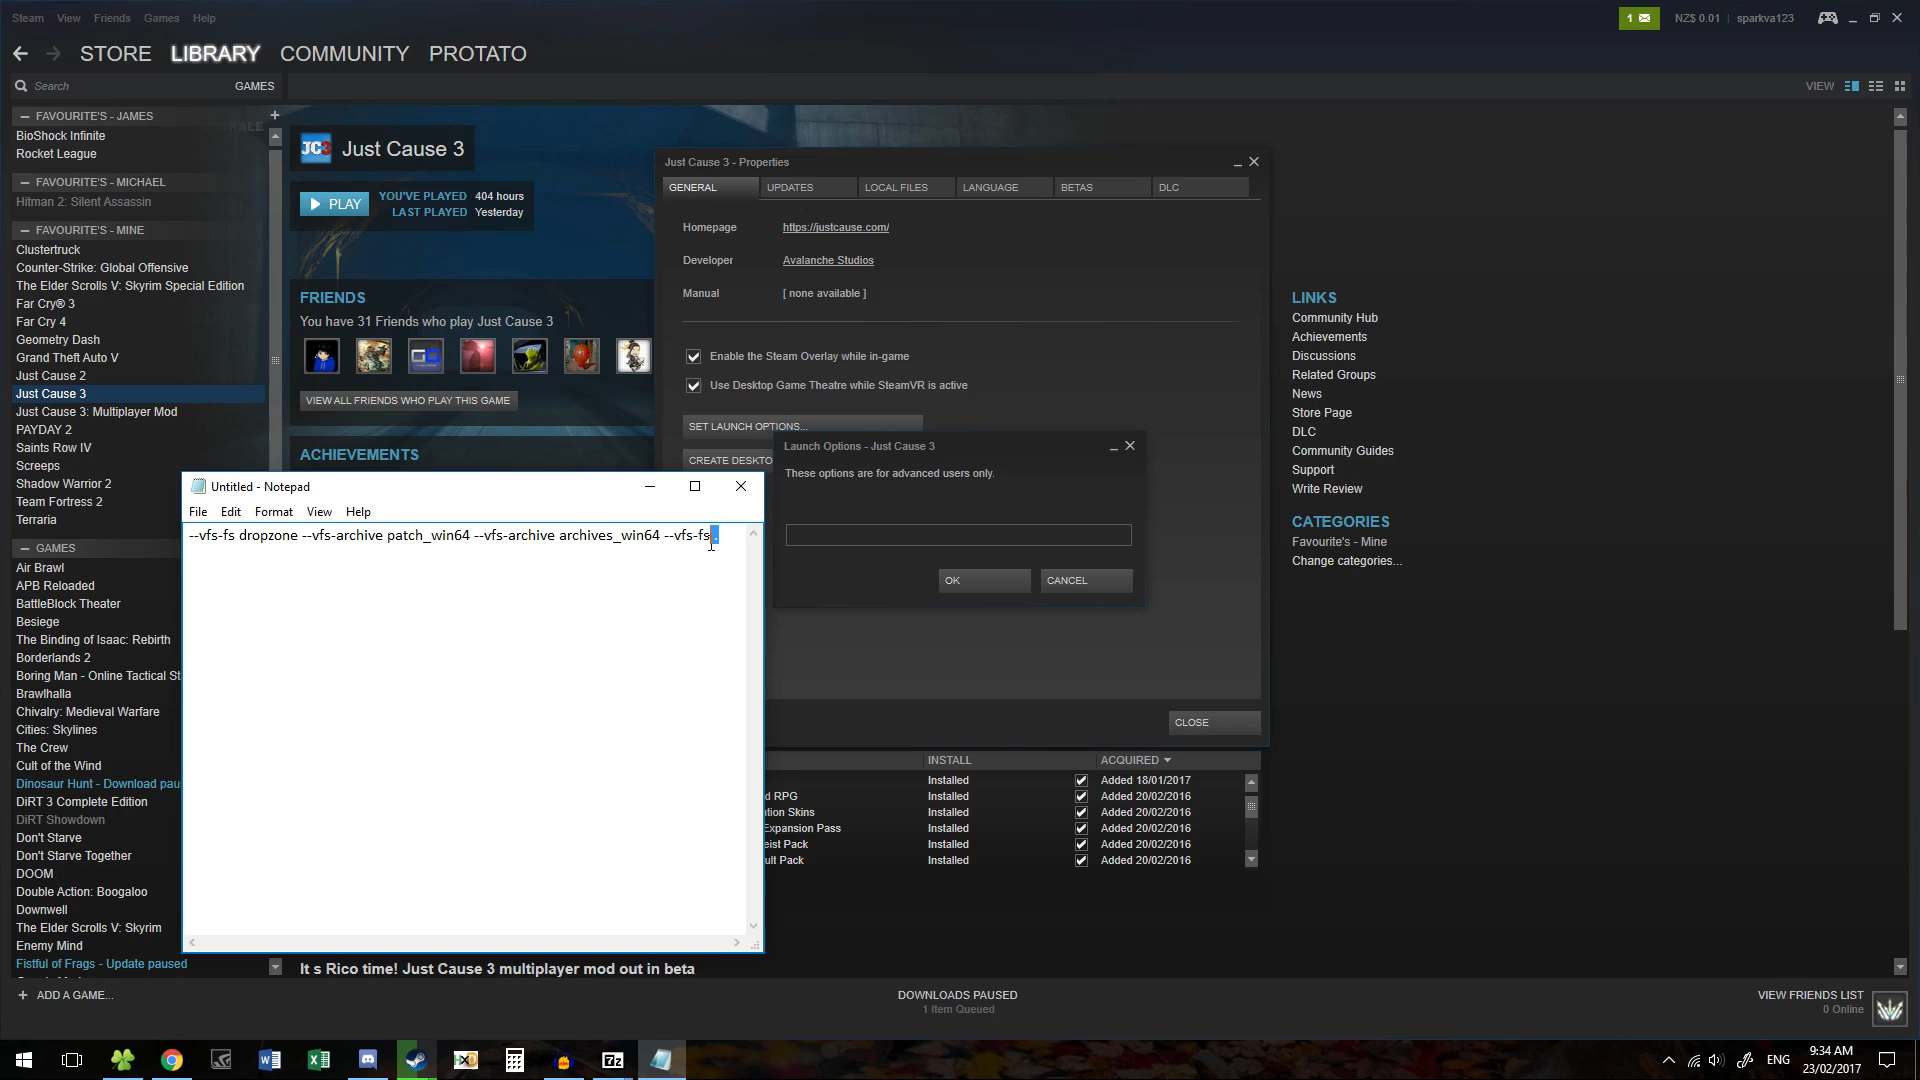 Steam View Friends Games Help
1
NZ$ 0.01 | sparkva123
STORE LIBRARY COMMUNITY PROTATO
Search GAMES
VIEW
— FAVOURITE'S - JAMES +
BioShock Infinite
Rocket League
— FAVOURITE'S - MICHAEL
Hitman 2: Silent Assassin
— FAVOURITE'S - MINE
Clustertruck
Counter-Strike: Global Offensive
The Elder Scrolls V: Skyrim Special Edition
Far Cry® 3
Far Cry 4
Geometry Dash
Grand Theft Auto V
Just Cause 2
Just Cause 3
Just Cause 3: Multiplayer Mod
PAYDAY 2
Saints Row IV
Screeps
Shadow Warrior 2
Team Fortress 2
Terraria
— GAMES
Air Brawl
APB Reloaded
BattleBlock Theater
Besiege
The Binding of Isaac: Rebirth
Borderlands 2
Boring Man - Online Tactical St
Brawlhalla
Chivalry: Medieval Warfare
Cities: Skylines
The Crew
Cult of the Wind
Dinosaur Hunt - Download pau
DiRT 3 Complete Edition
DiRT Showdown
Don't Starve
Don't Starve Together
DOOM
Double Action: Boogaloo
Downwell
The Elder Scrolls V: Skyrim
Enemy Mind
Fistful of Frags - Update paused
+ ADD A GAME...
JC3 Just Cause 3
PLAY
YOU'VE PLAYED 404 hours
LAST PLAYED Yesterday
FRIENDS
You have 31 Friends who play Just Cause 3
VIEW ALL FRIENDS WHO PLAY THIS GAME
ACHIEVEMENTS
Just Cause 3 - Properties
GENERAL UPDATES LOCAL FILES LANGUAGE BETAS DLC
Homepage https://justcause.com/
Developer Avalanche Studios
Manual [ none available ]
Enable the Steam Overlay while in-game
Use Desktop Game Theatre while SteamVR is active
SET LAUNCH OPTIONS...
CREATE DESKTO
CLOSE
Launch Options - Just Cause 3
These options are for advanced users only.
OK CANCEL
Untitled - Notepad
File Edit Format View Help
--vfs-fs dropzone --vfs-archive patch_win64 --vfs-archive archives_win64 --vfs-fs .
INSTALL ACQUIRED
Installed Added 18/01/2017
d RPG Installed Added 20/02/2016
ition Skins Installed Added 20/02/2016
Expansion Pass Installed Added 20/02/2016
eist Pack Installed Added 20/02/2016
ult Pack Installed Added 20/02/2016
It s Rico time! Just Cause 3 multiplayer mod out in beta
LINKS
Community Hub
Achievements
Discussions
Related Groups
News
Store Page
DLC
Community Guides
Support
Write Review
CATEGORIES
Favourite's - Mine
Change categories...
DOWNLOADS PAUSED
1 Item Queued
VIEW FRIENDS LIST
0 Online
ENG
9:34 AM
23/02/2017